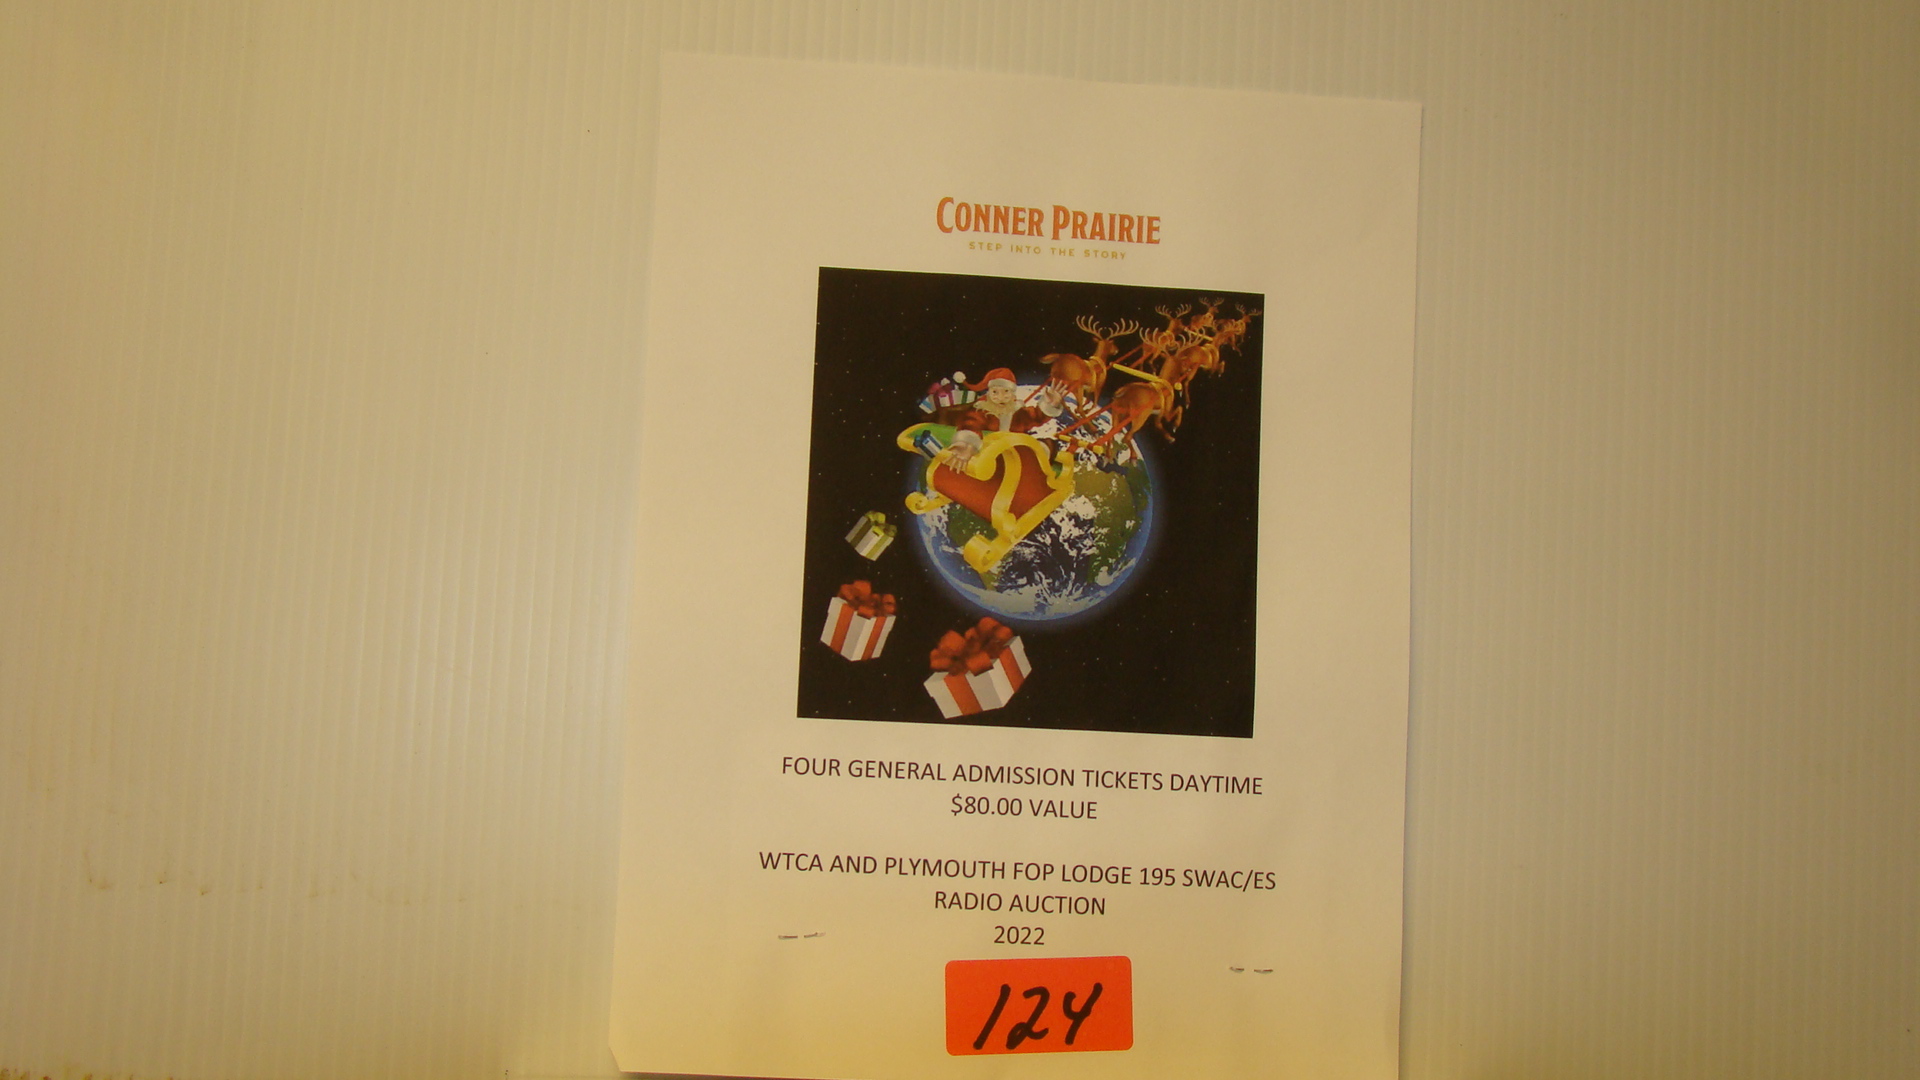 CONNER PRAIRIE
STEP INTO THE STORY
FOUR GENERAL ADMISSION TICKETS DAYTIME
$80.00 VALUE
WTCA AND PLYMOUTH FOP LODGE 195 SWAC/ES
RADIO AUCTION
2022
124